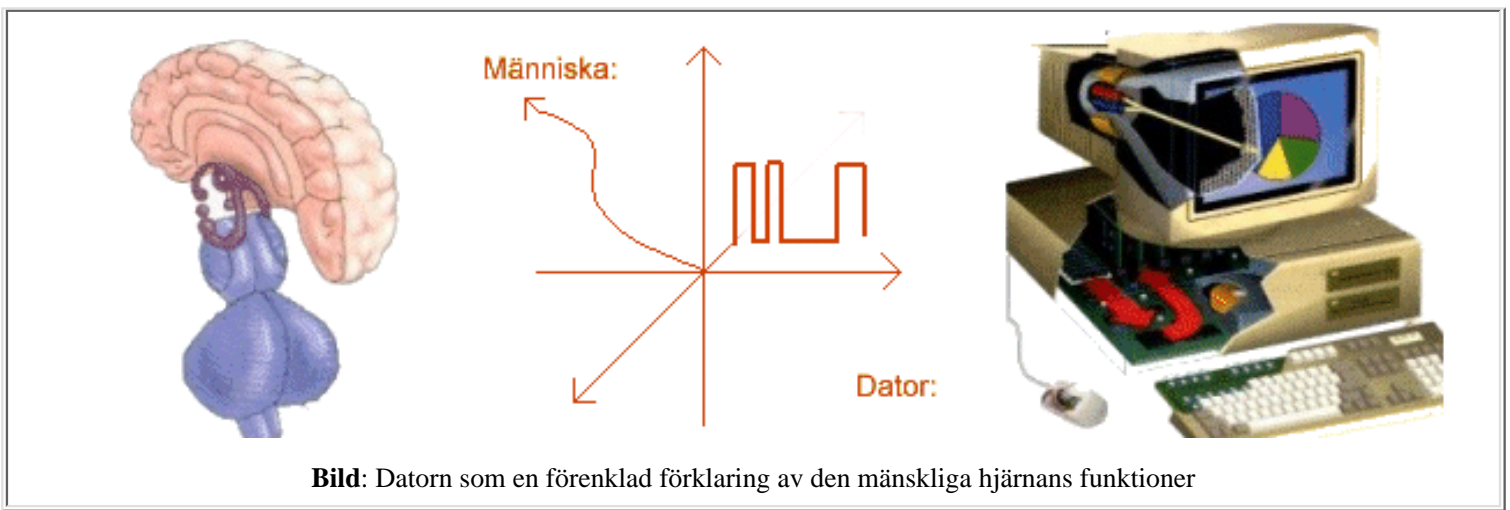 Människa:
Dator:
Bild: Datorn som en förenklad förklaring av den mänskliga hjärnans funktioner